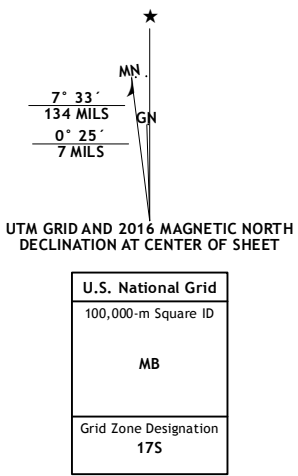 ★
MN
7° 33´
134 MILS
GN
0° 25´
7 MILS
UTM GRID AND 2016 MAGNETIC NORTH
DECLINATION AT CENTER OF SHEET
U.S. National Grid
100,000-m Square ID
MB
Grid Zone Designation
17S